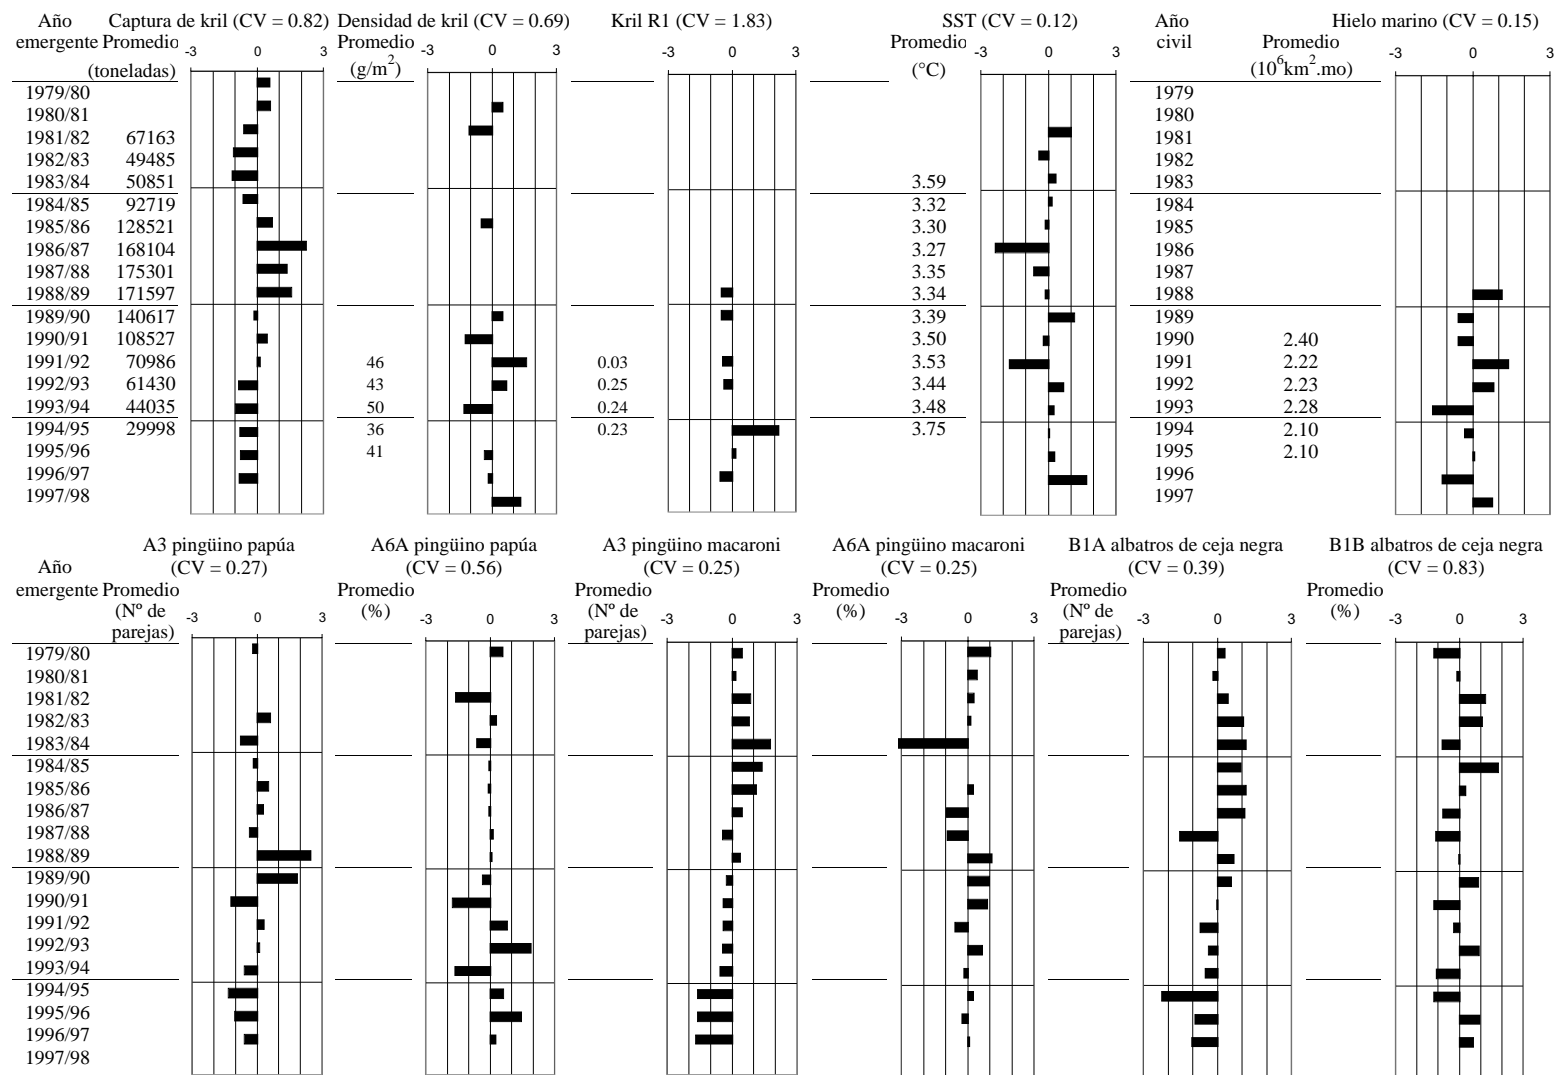 Año Captura de kril (CV = 0.82) Densidad de kril (CV = 0.69) Kril R1 (CV = 1.83) SST (CV = 0.12) Año Hielo marino (CV = 0.15)
emergente Promedio -3 0 3 Promedio -3 0 3 -3 0 3 Promedio -3 0 3 civil Promedio -3 0 3
(toneladas) (g/m2) (°C) (10^6km2.mo)
1979/80 1979
1980/81 1980
1981/82 67163 1981
1982/83 49485 1982
1983/84 50851 3.59 1983
1984/85 92719 3.32 1984
1985/86 128521 3.30 1985
1986/87 168104 3.27 1986
1987/88 175301 3.35 1987
1988/89 171597 3.34 1988
1989/90 140617 3.39 1989
1990/91 108527 3.50 1990 2.40
1991/92 70986 46 0.03 3.53 1991 2.22
1992/93 61430 43 0.25 3.44 1992 2.23
1993/94 44035 50 0.24 3.48 1993 2.28
1994/95 29998 36 0.23 3.75 1994 2.10
1995/96 41 1995 2.10
1996/97 1996
1997/98 1997
A3 pingüino papúa A6A pingüino papúa A3 pingüino macaroni A6A pingüino macaroni B1A albatros de ceja negra B1B albatros de ceja negra
Año (CV = 0.27) (CV = 0.56) (CV = 0.25) (CV = 0.25) (CV = 0.39) (CV = 0.83)
emergente Promedio Promedio Promedio Promedio Promedio Promedio
(Nº de (%) (Nº de (%) (Nº de (%)
parejas) -3 0 3 -3 0 3 parejas) -3 0 3 -3 0 3 parejas) -3 0 3 -3 0 3
1979/80
1980/81
1981/82
1982/83
1983/84
1984/85
1985/86
1986/87
1987/88
1988/89
1989/90
1990/91
1991/92
1992/93
1993/94
1994/95
1995/96
1996/97
1997/98